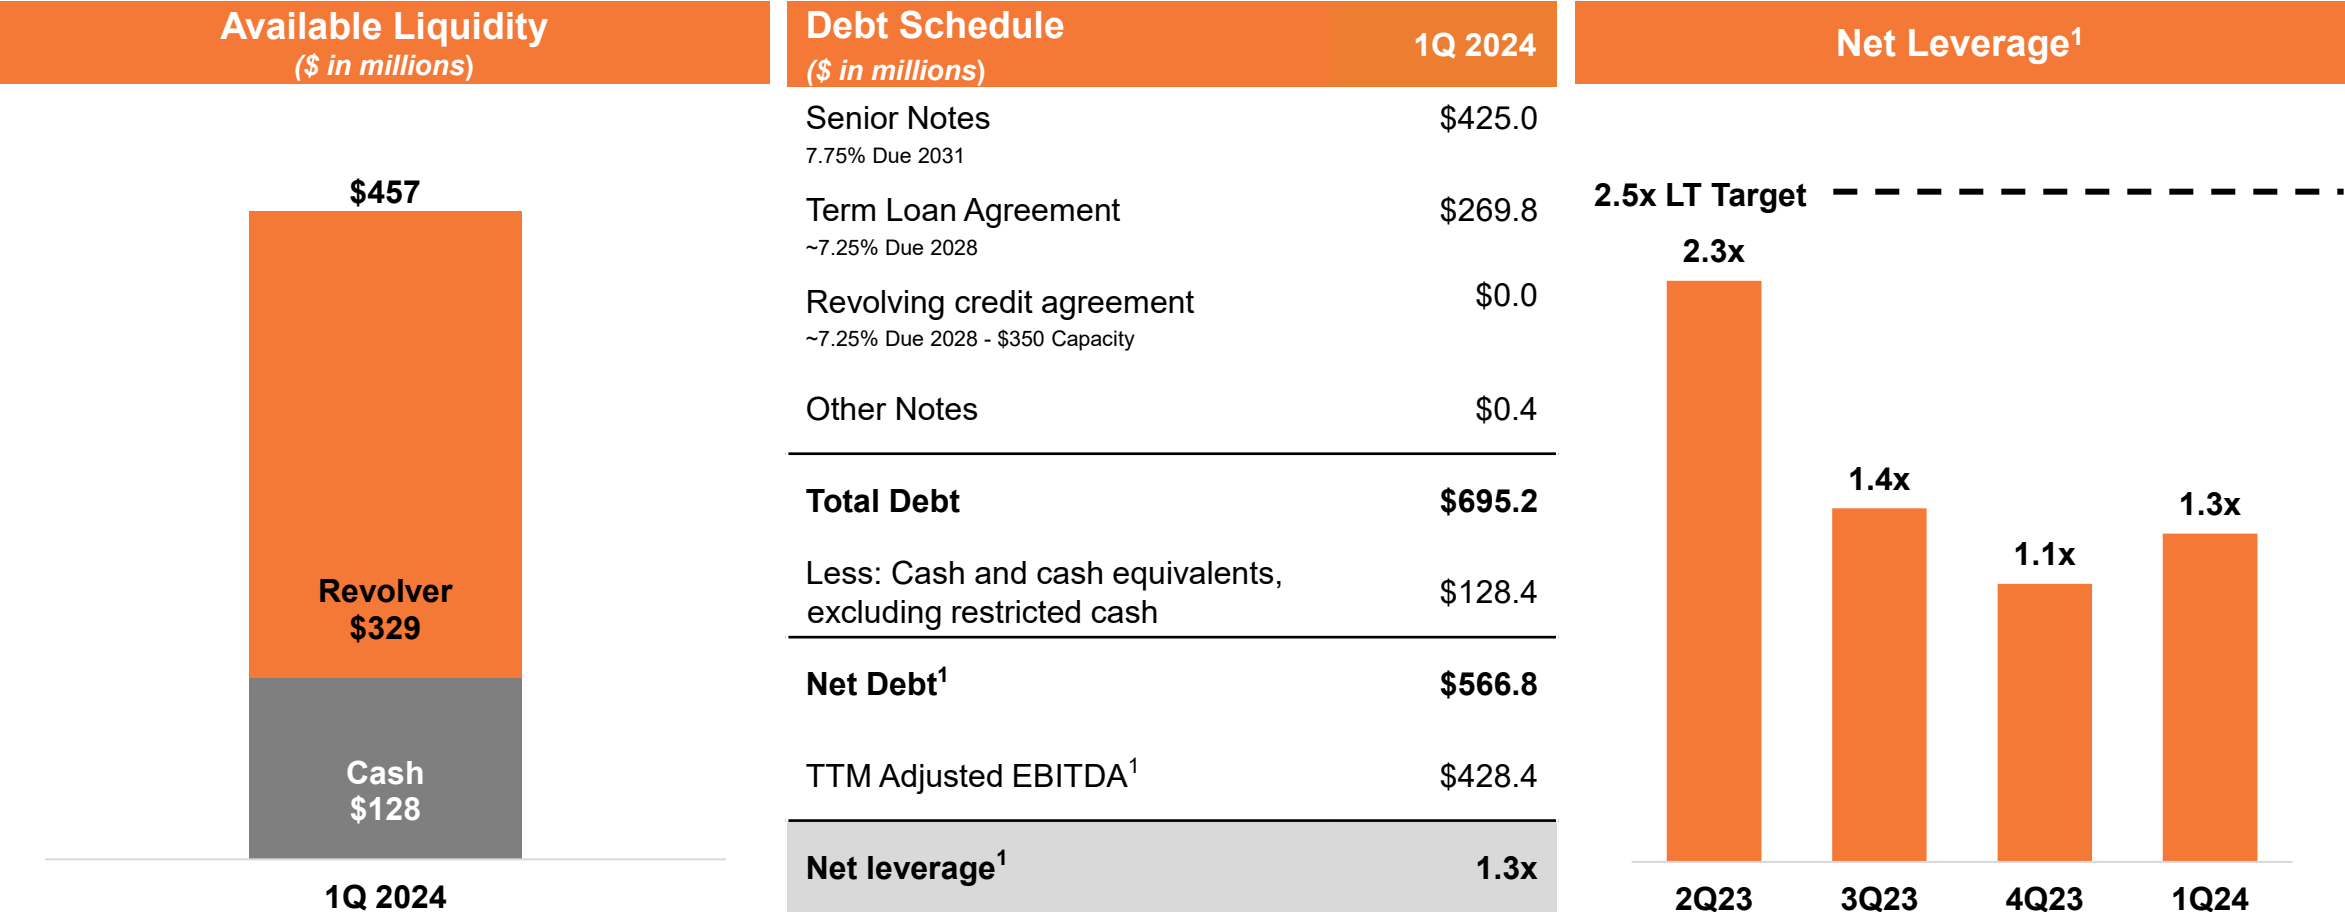 Available Liquidity
($ in millions)
$457
Revolver
$329
Cash
$128
1Q 2024
Debt Schedule
($ in millions)
1Q 2024
Senior Notes $425.0
7.75% Due 2031
Term Loan Agreement $269.8
~7.25% Due 2028
Revolving credit agreement $0.0
~7.25% Due 2028 - $350 Capacity
Other Notes $0.4
Total Debt $695.2
Less: Cash and cash equivalents,
excluding restricted cash $128.4
Net Debt¹ $566.8
TTM Adjusted EBITDA¹ $428.4
Net leverage¹ 1.3x
Net Leverage¹
2.5x LT Target
2.3x
1.4x
1.1x
1.3x
2Q23 3Q23 4Q23 1Q24